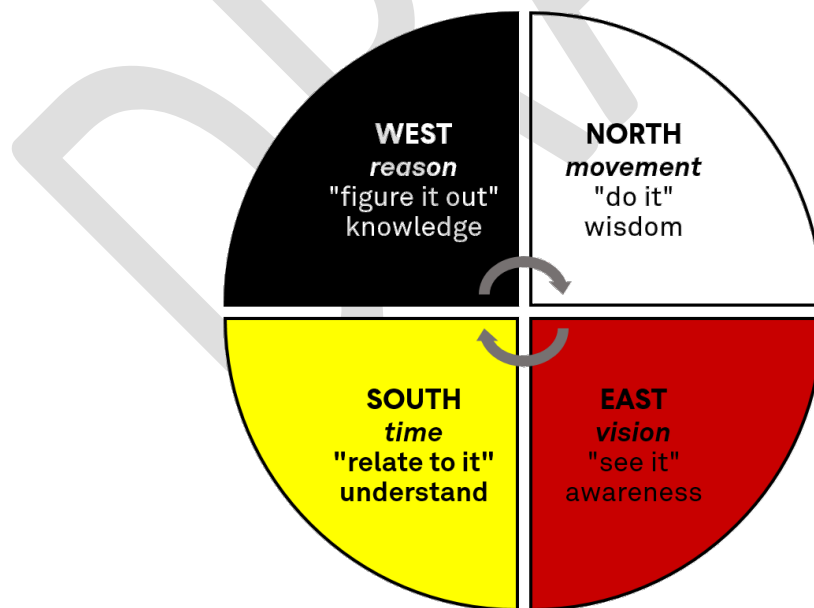 WEST
reason
"figure it out"
knowledge
NORTH
movement
"do it"
wisdom
SOUTH
time
"relate to it"
understand
EAST
vision
"see it"
awareness